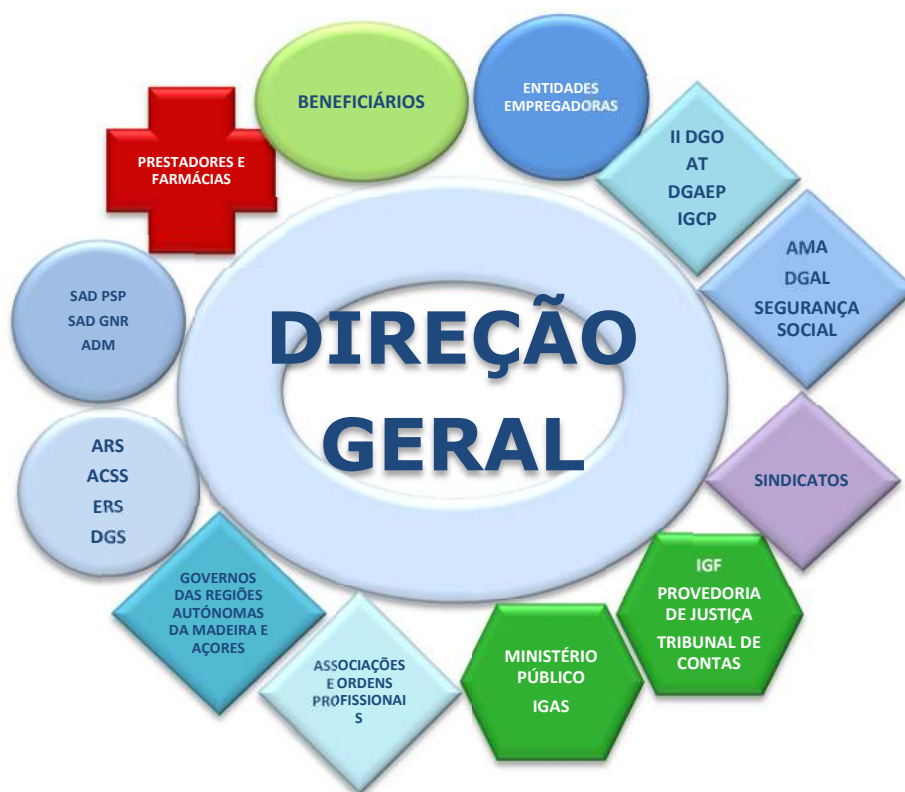 BENEFICIÁRIOS
ENTIDADES
EMPREGADORAS
PRESTADORES E
FARMÁCIAS
II DGO
AT
DGAEP
IGCP
AMA
DGAL
SEGURANÇA
SOCIAL
SAD PSP
SAD GNR
ADM
DIREÇÃO
GERAL
ARS
ACSS
ERS
DGS
SINDICATOS
GOVERNOS
DAS REGIÕES
AUTÓNOMAS
DA MADEIRA E
AÇORES
IGF
PROVEDORIA
DE JUSTIÇA
TRIBUNAL DE
CONTAS
ASSOCIAÇÕES
E ORDENS
PROFISSIONAI
S
MINISTÉRIO
PÚBLICO
IGAS